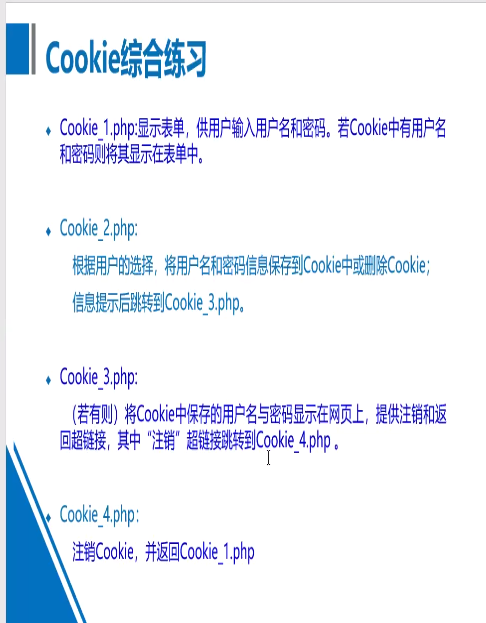 Cookie综合练习
Cookie_1.php:显示表单，供用户输入用户名和密码。若Cookie中有用户名
和密码则将其显示在表单中。
Cookie_2.php:
根据用户的选择，将用户名和密码信息保存到Cookie中或删除Cookie；
信息提示后跳转到Cookie_3.php。
Cookie_3.php:
（若有则）将Cookie中保存的用户名与密码显示在网页上，提供注销和返
回超链接，其中“注销”超链接跳转到Cookie_4.php 。
Cookie_4.php：
注销Cookie，并返回Cookie_1.php